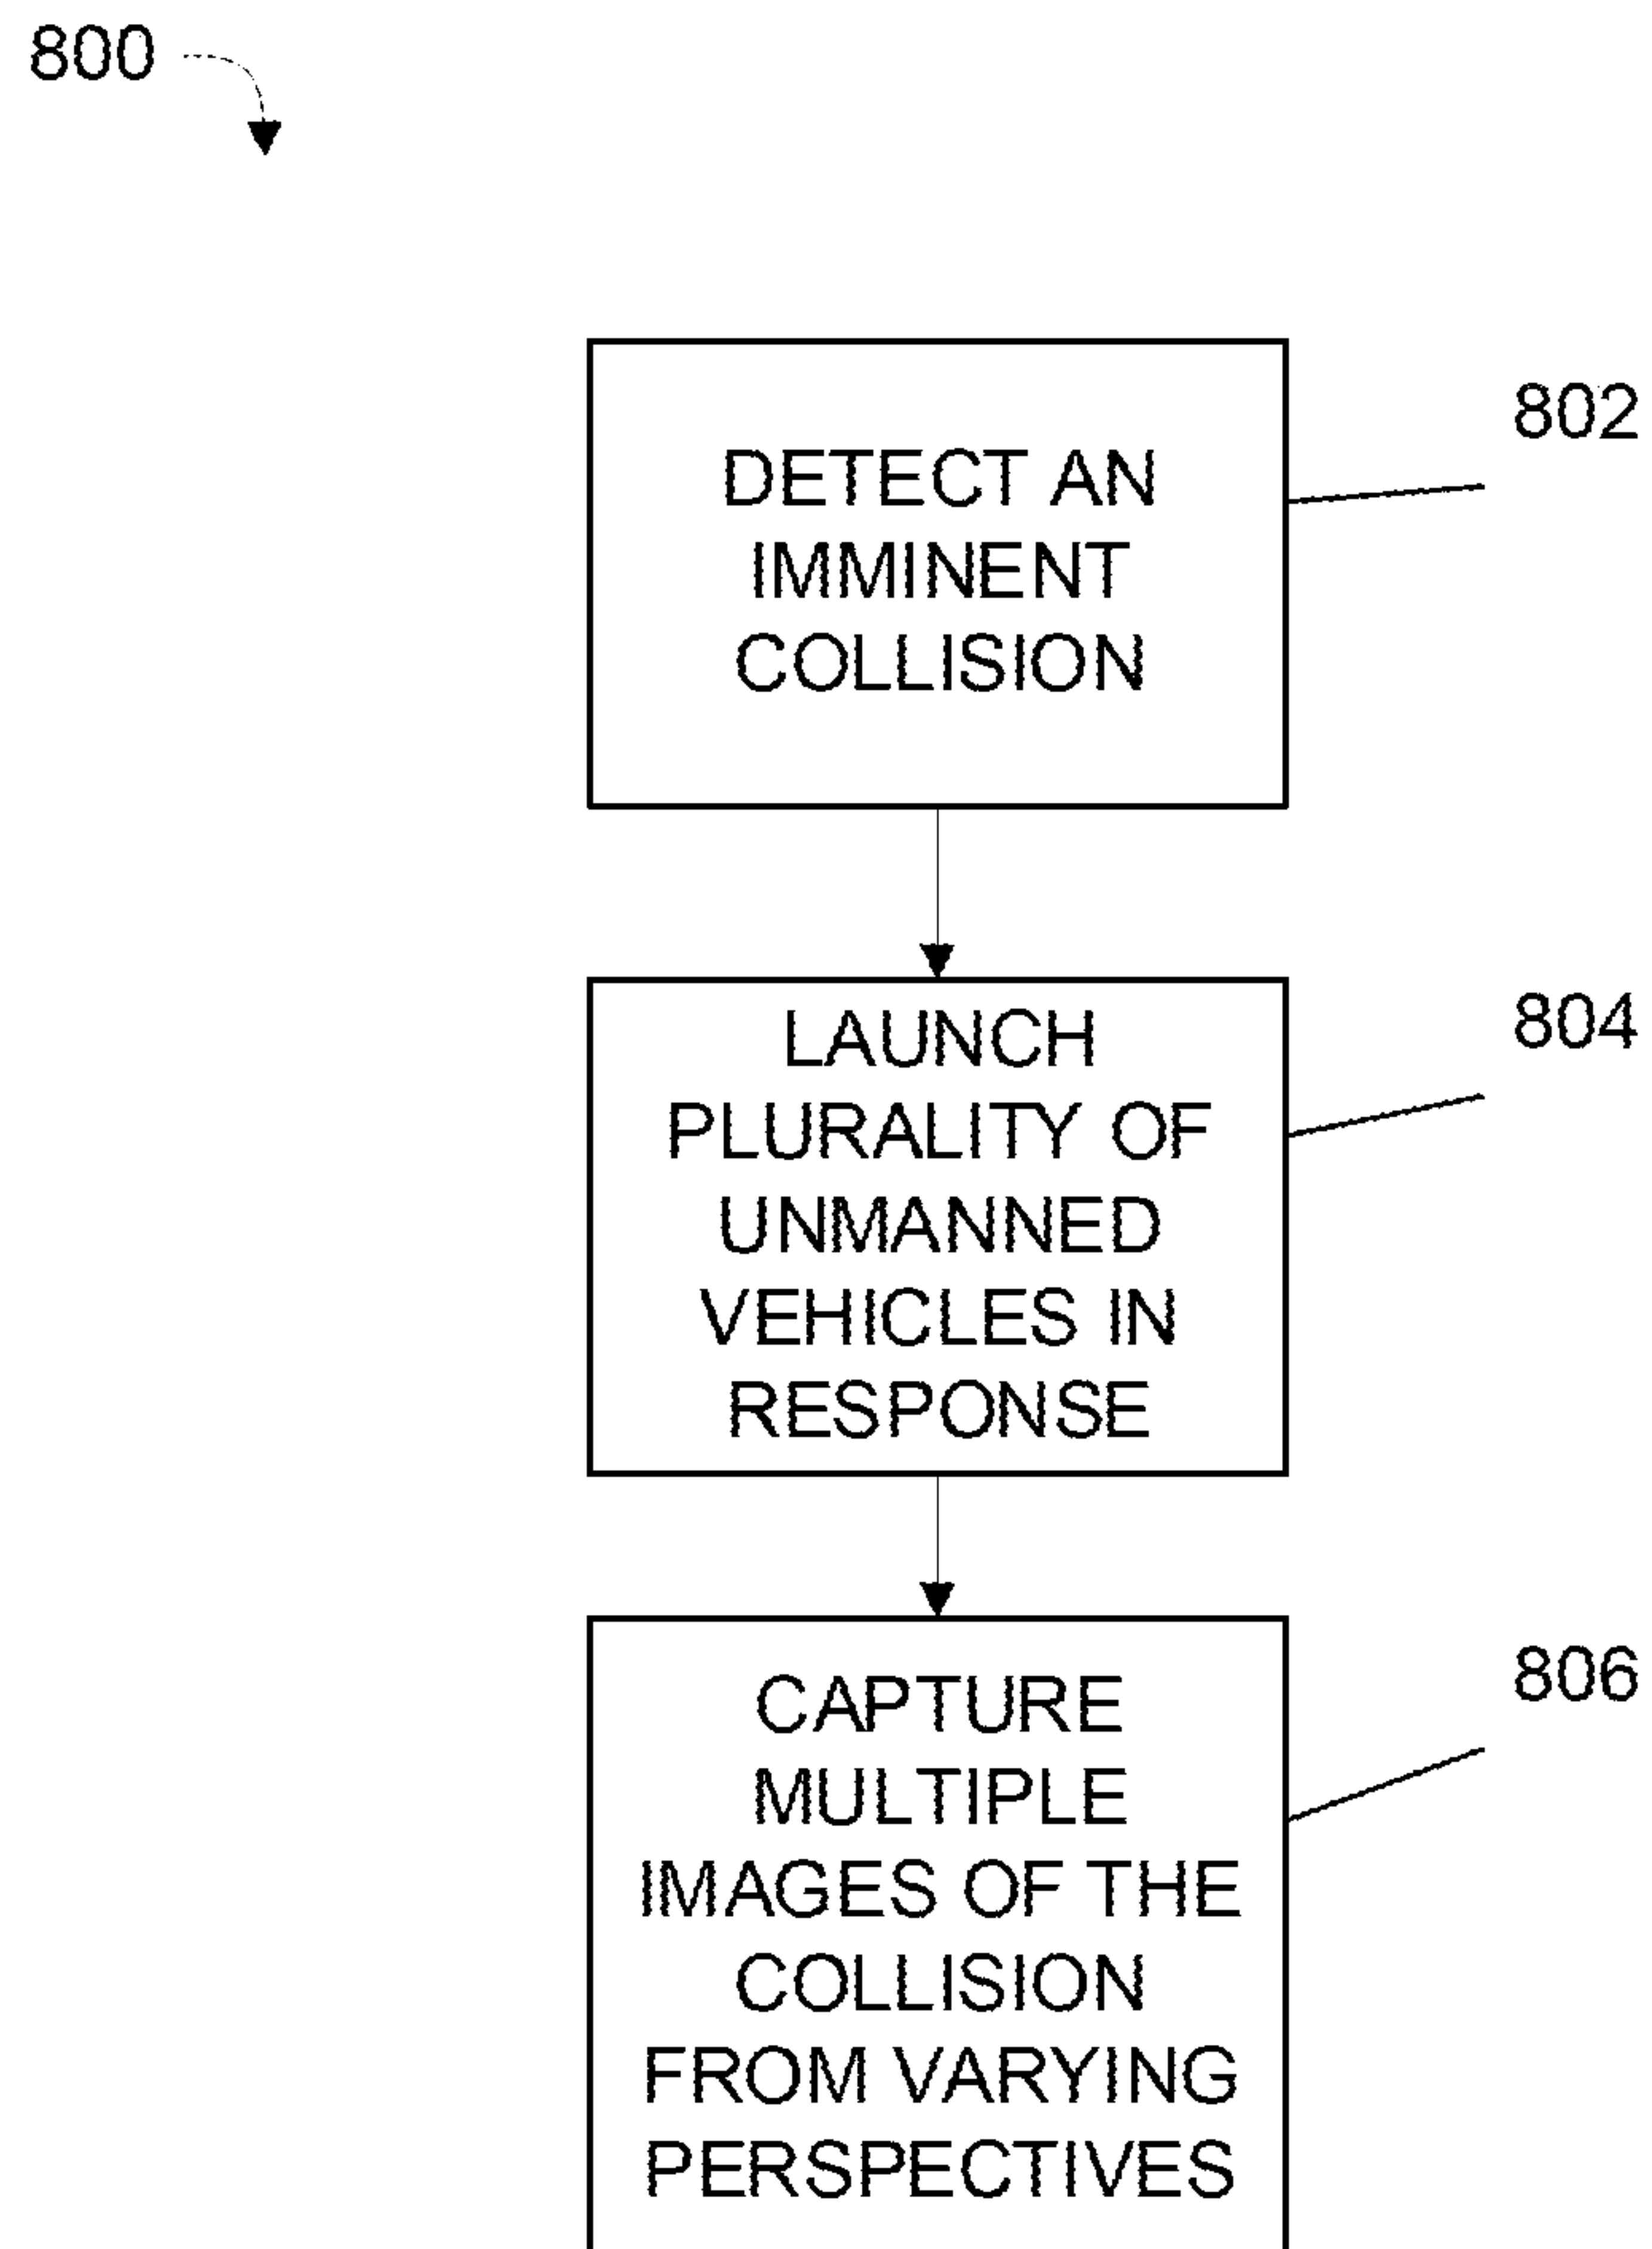 800
802
DETECT AN
IMMINENT
COLLISION
804
LAUNCH
PLURALITY OF
UNMANNED
VEHICLES IN
RESPONSE
806
CAPTURE
MULTIPLE
IMAGES OF THE
COLLISION
FROM VARYING
PERSPECTIVES